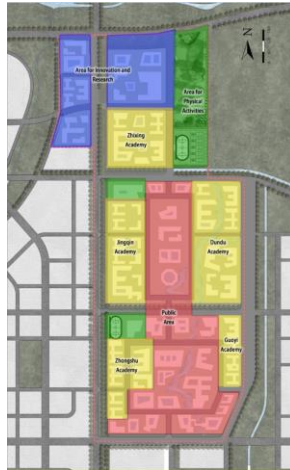 N
Area for Innovation and
Research
Area for
Physical
Activities
Zhixing
Academy
Jingqin
Academy
Dundu
Academy
Public
Area
Guoyi
Academy
Zhongshu
Academy